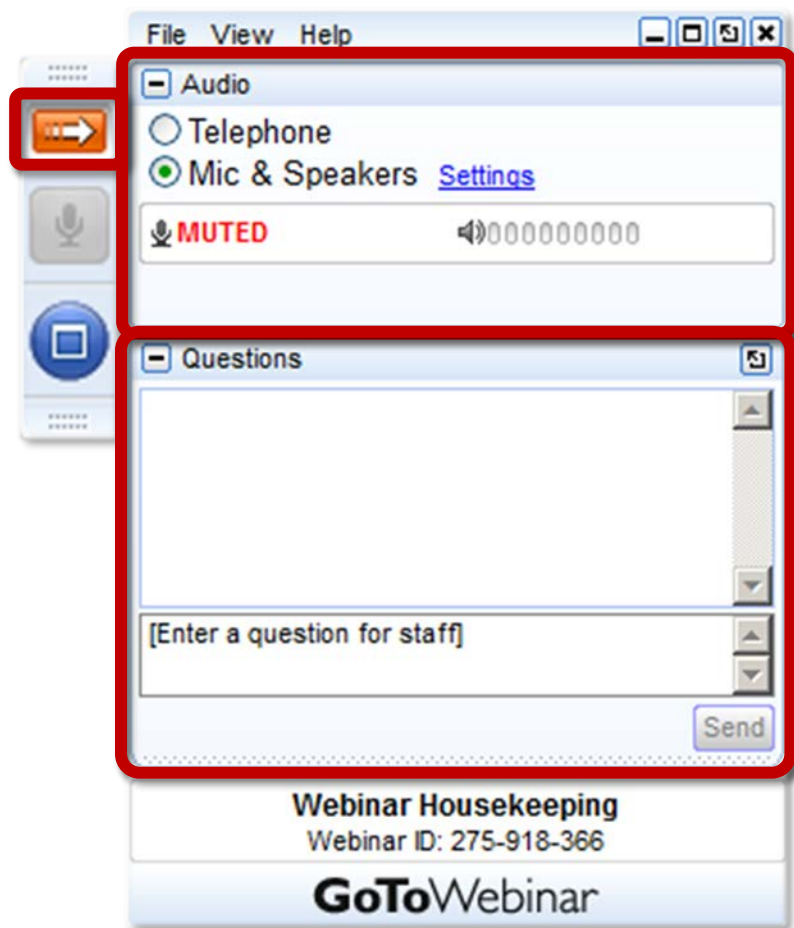 File View Help
Audio
Telephone
Mic & Speakers Settings
MUTED
Questions
[Enter a question for staff]
Send
Webinar Housekeeping
Webinar ID: 275-918-366
GoToWebinar